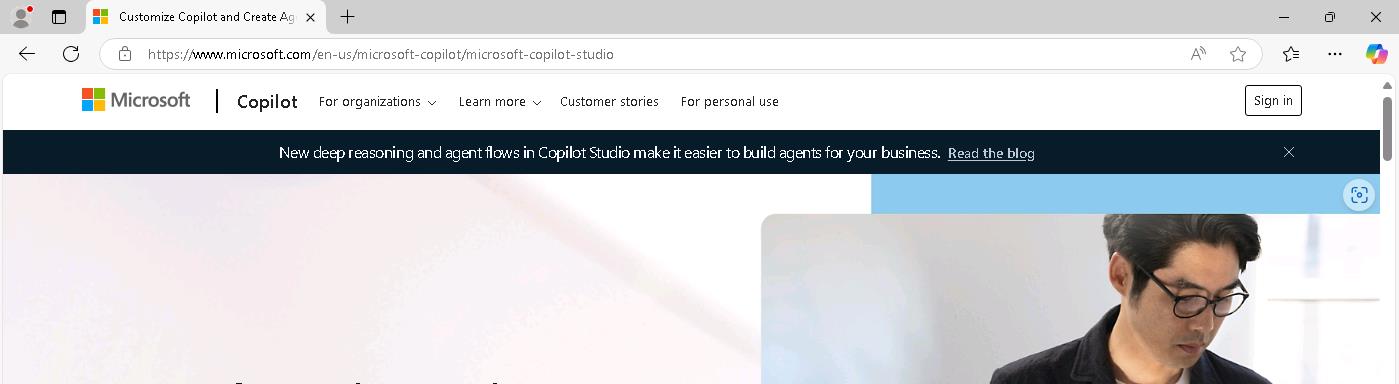 Customize Copilot and Create Ag
https://www.microsoft.com/en-us/microsoft-copilot/microsoft-copilot-studio
Microsoft Copilot For organizations Learn more Customer stories For personal use Sign in
New deep reasoning and agent flows in Copilot Studio make it easier to build agents for your business. Read the blog